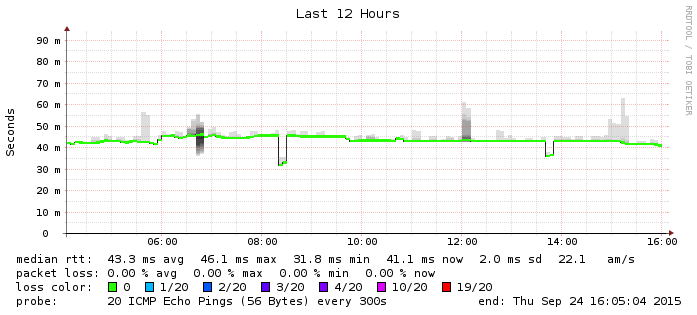 Last 12 Hours
RRDTOOL / TOBI OETIKER
Seconds
90 m
80 m
70 m
60 m
50 m
40 m
30 m
20 m
10 m
0
06:00 08:00 10:00 12:00 14:00 16:00
median rtt: 43.3 ms avg 46.1 ms max 31.8 ms min 41.1 ms now 2.0 ms sd 22.1 am/s
packet loss: 0.00 % avg 0.00 % max 0.00 % min 0.00 % now
loss color: 0 1/20 2/20 3/20 4/20 10/20 19/20
probe: 20 ICMP Echo Pings (56 Bytes) every 300s end: Thu Sep 24 16:05:04 2015